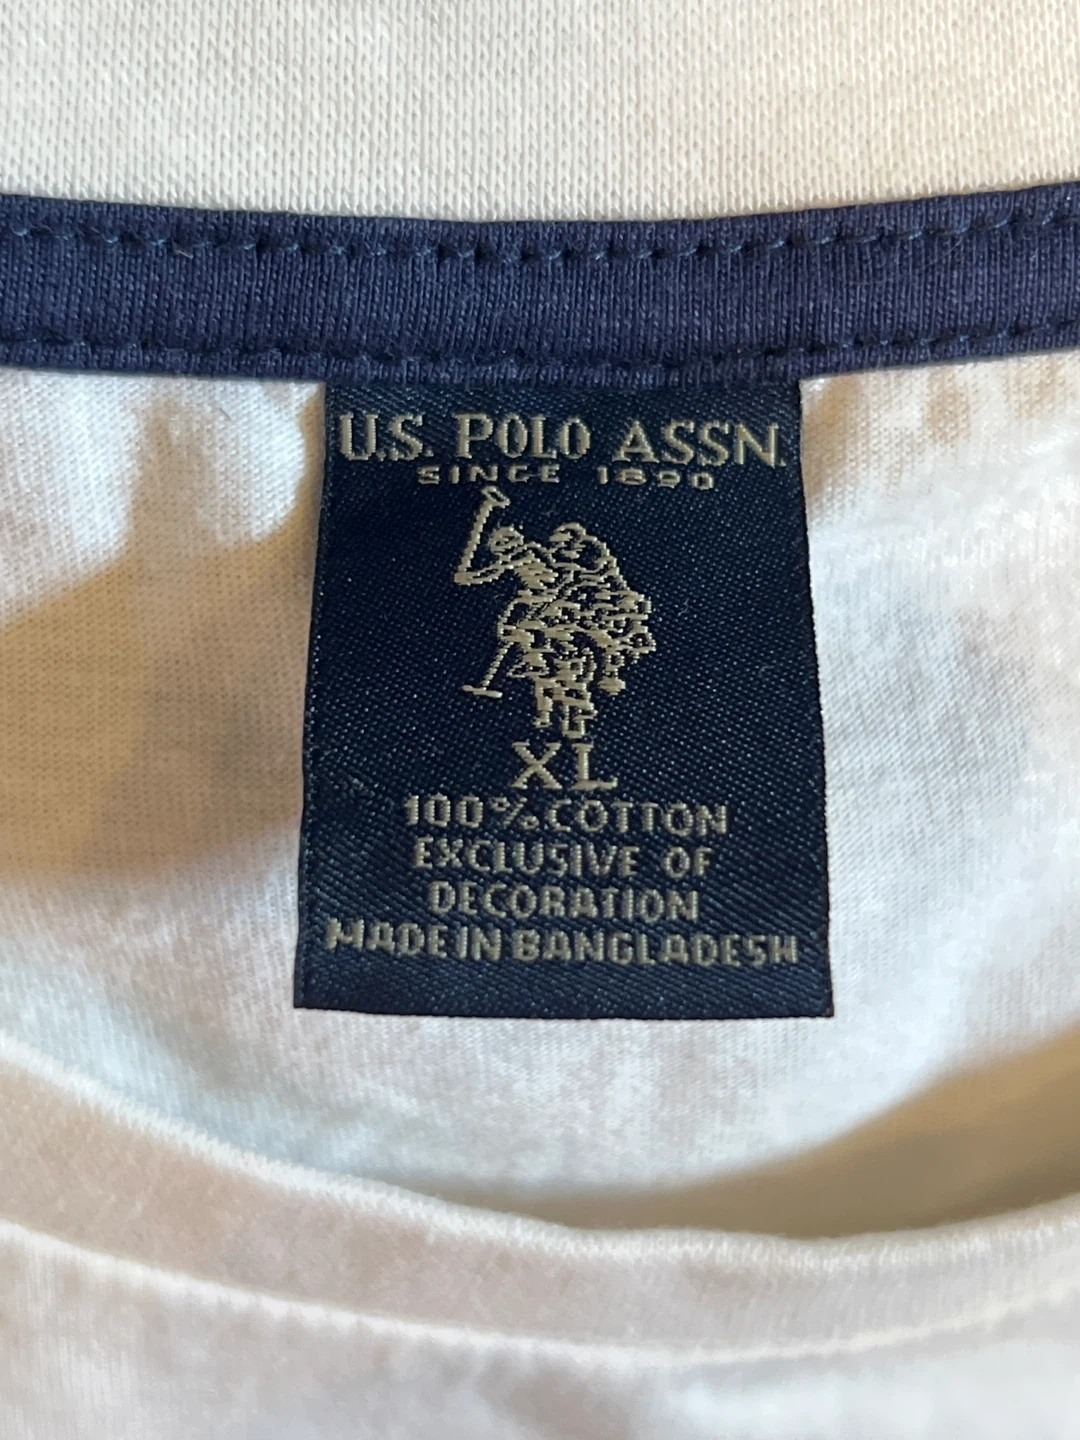 U.S. POLO ASSN.
SINCE 1890
XL
100% COTTON
EXCLUSIVE OF
DECORATION
MADE IN BANGLADESH